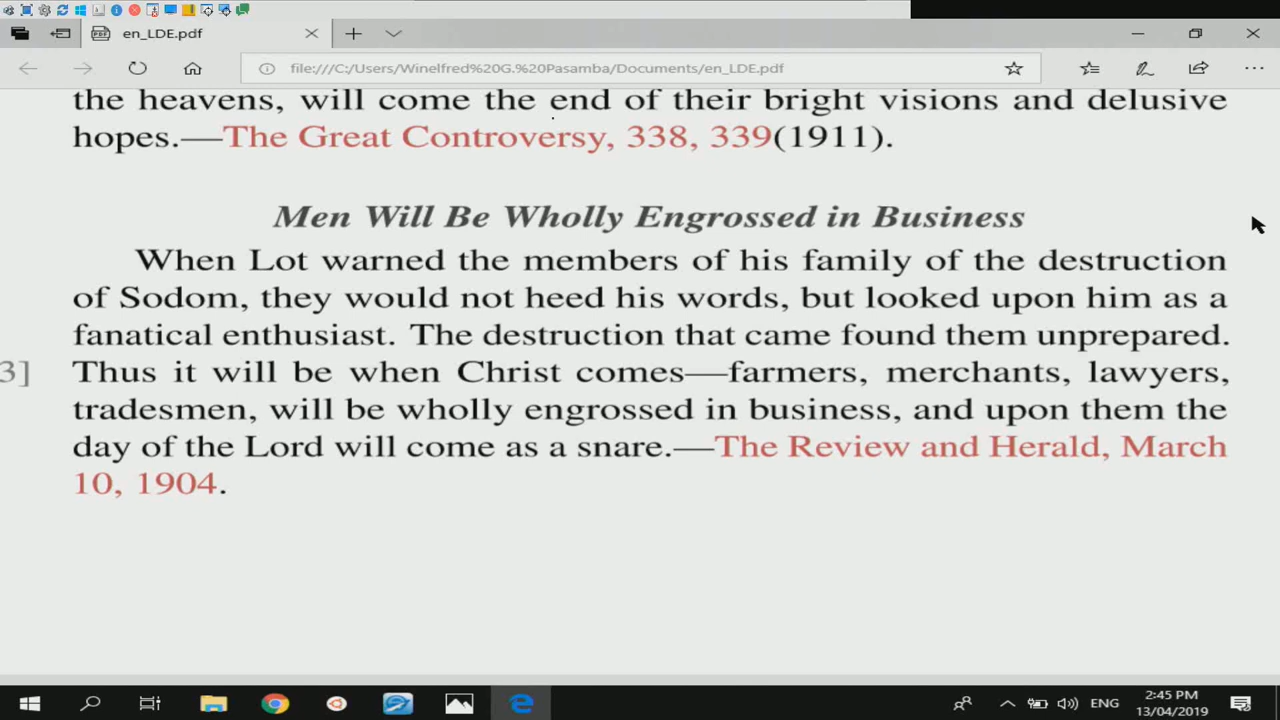 en_LDE.pdf
file:///C:/Users/Winelfred%20G.%20Pasamba/Documents/en_LDE.pdf
the heavens, will come the end of their bright visions and delusive
hopes.—The Great Controversy, 338, 339(1911).
Men Will Be Wholly Engrossed in Business
When Lot warned the members of his family of the destruction
of Sodom, they would not heed his words, but looked upon him as a
fanatical enthusiast. The destruction that came found them unprepared.
3] Thus it will be when Christ comes—farmers, merchants, lawyers,
tradesmen, will be wholly engrossed in business, and upon them the
day of the Lord will come as a snare.—The Review and Herald, March
10, 1904.
ENG
2:45 PM
13/04/2019